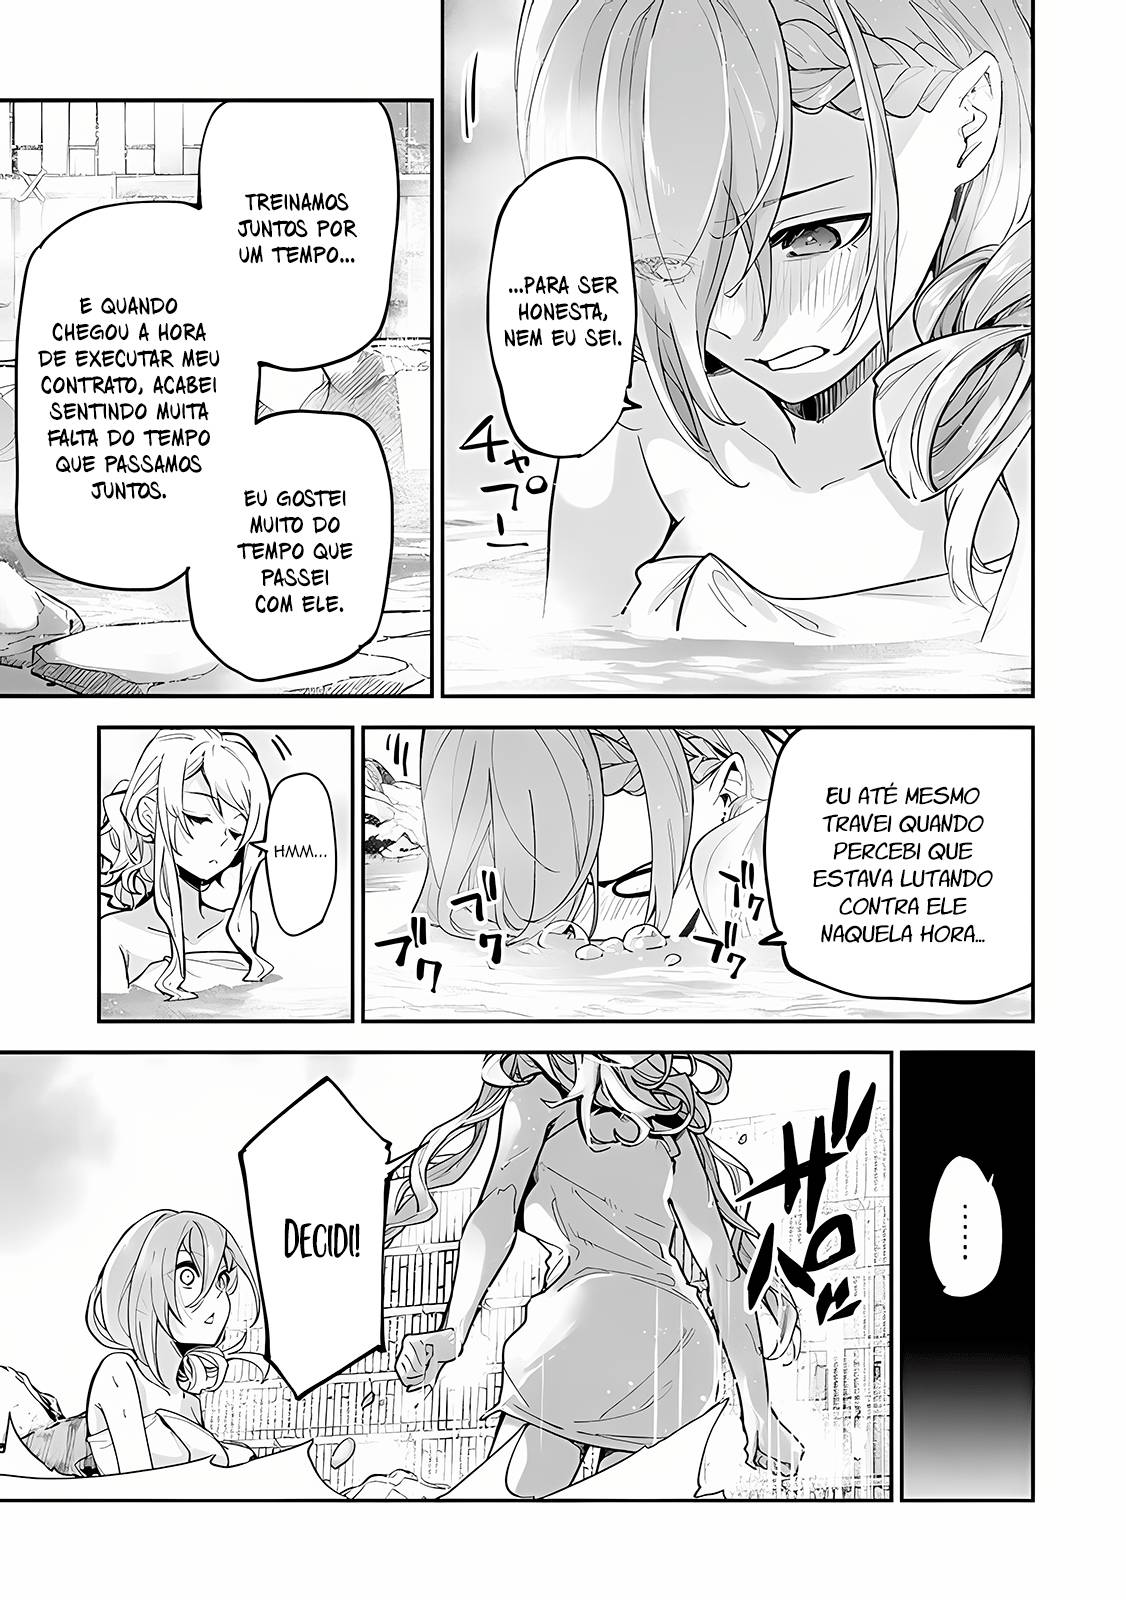 ...PARA SER
HONESTA,
NEM EU SEI.
チャプー
TREINAMOS
JUNTOS POR
UM TEMPO...
E QUANDO
CHEGOU A HORA
DE EXECUTAR MEU
CONTRATO, ACABEI
SENTINDO MUITA
FALTA DO TEMPO
QUE PASSAMOS
JUNTOS.
EU GOSTEI
MUITO DO
TEMPO QUE
PASSEI
COM ELE.
EU ATÉ MESMO
TRAVEI QUANDO
PERCEBI QUE
ESTAVA LUTANDO
CONTRA ELE
NAQUELA HORA...
ブクブク
ブクブク
HMM...
......
ザバッ
DECIDI!